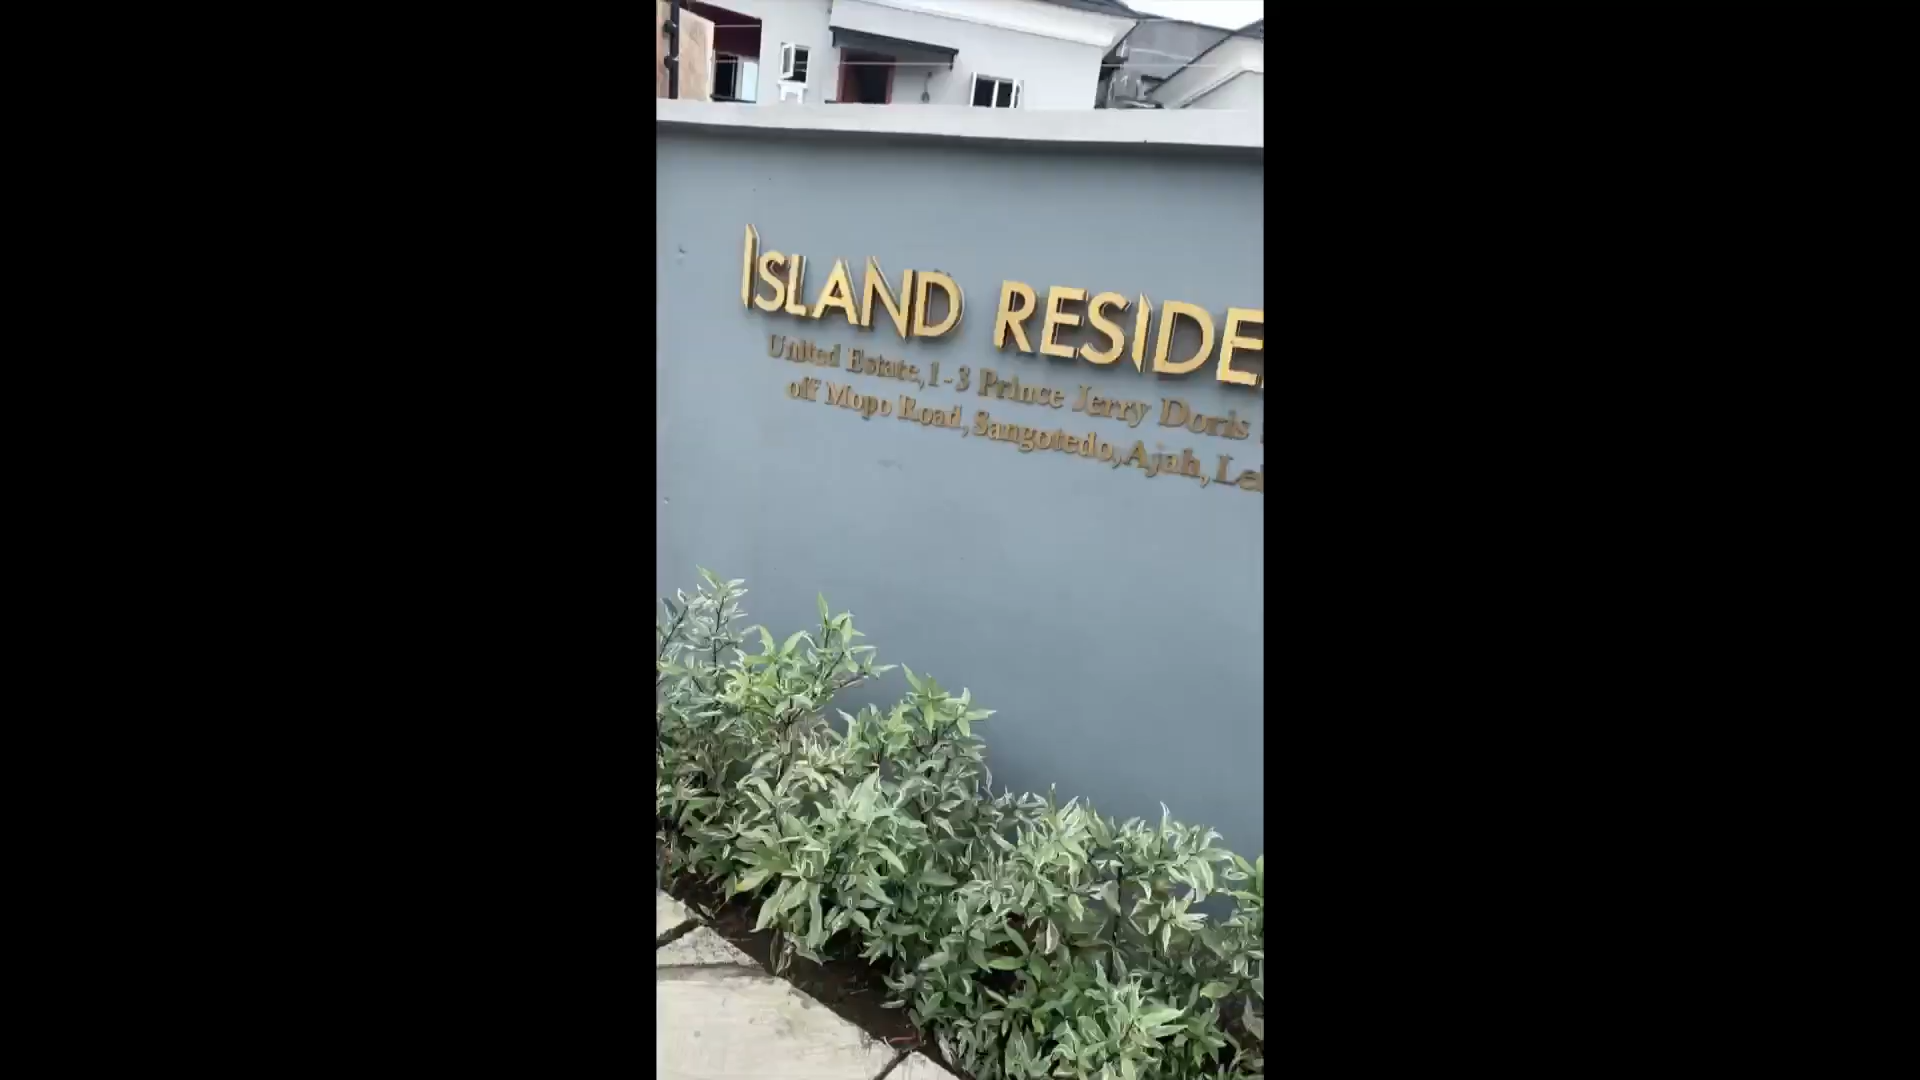 ISLAND RESIDE
United Estate, 1-3 Prince Jerry Doris
off Mopo Road, Sangotedo, Ajah, Le